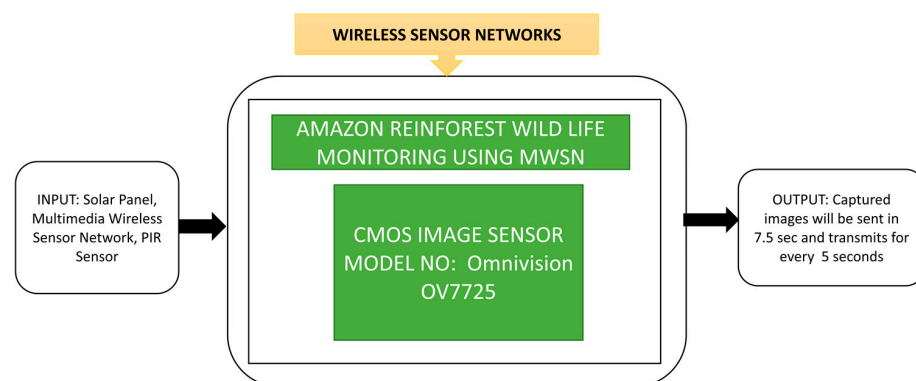 WIRELESS SENSOR NETWORKS
AMAZON REINFOREST WILD LIFE
MONITORING USING MWSN
INPUT: Solar Panel,
Multimedia Wireless
Sensor Network, PIR
Sensor
CMOS IMAGE SENSOR
MODEL NO: Omnivision
OV7725
OUTPUT: Captured
images will be sent in
7.5 sec and transmits for
every 5 seconds